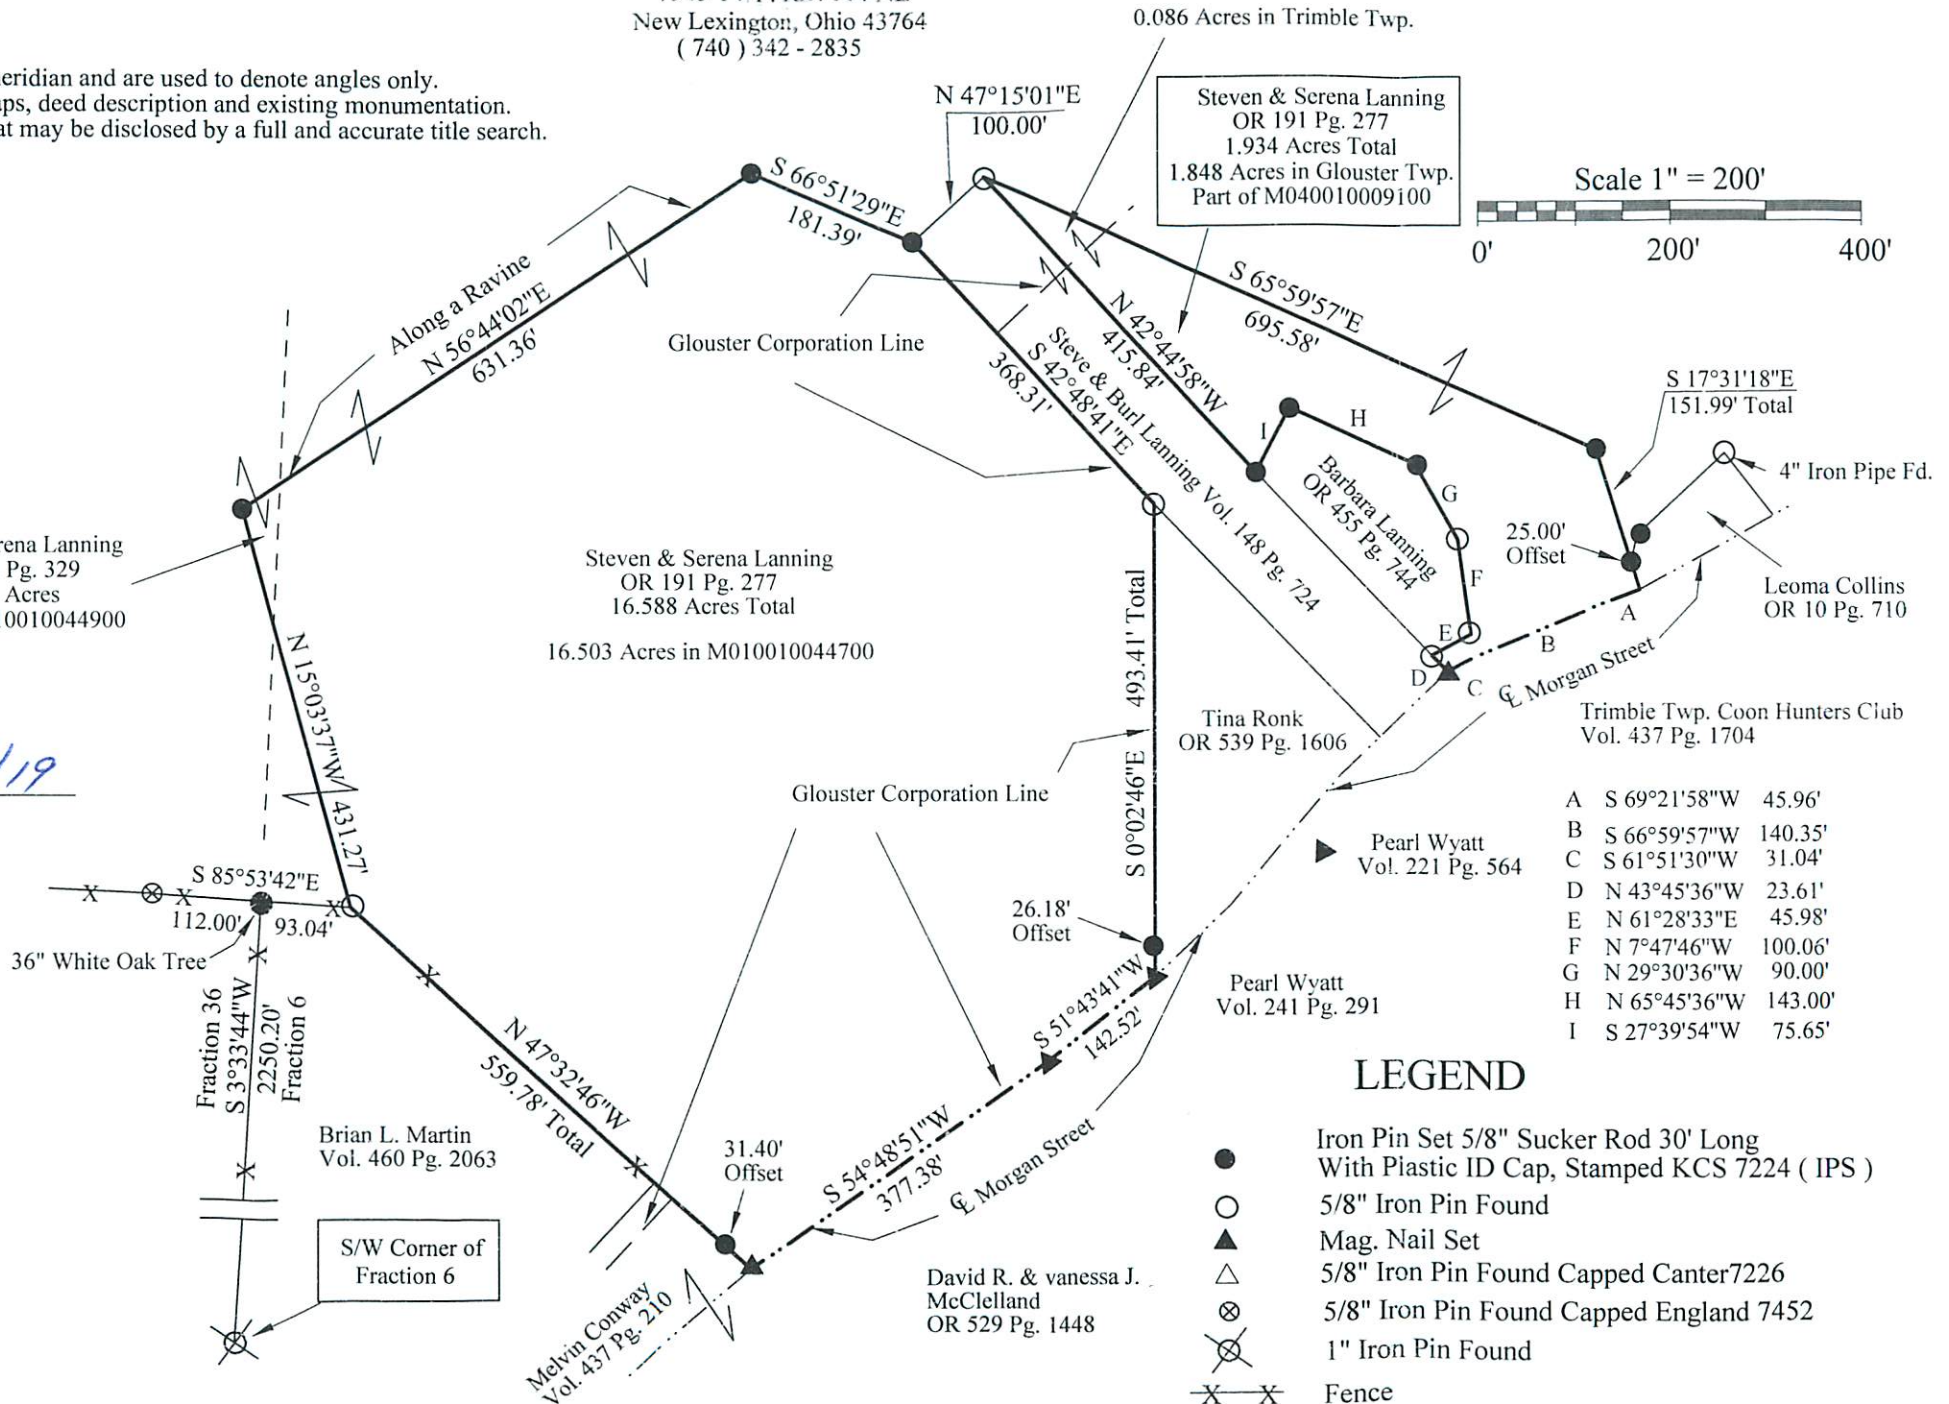 New Lexington, Ohio 43764
( 740 ) 342 - 2835
eridian and are used to denote angles only.
ps, deed description and existing monumentation.
at may be disclosed by a full and accurate title search.
0.086 Acres in Trimble Twp.
N 47°15'01"E
100.00'
Steven & Serena Lanning
OR 191 Pg. 277
1.934 Acres Total
1.848 Acres in Glouster Twp.
Part of M040010009100
Scale 1" = 200'
0'
200'
400'
S 66°51'29"E
181.39'
Along a Ravine
N 56°44'02"E
631.36'
Glouster Corporation Line
S 65°59'57"E
695.58'
N 42°44'58"W
415.84'
Steve & Burl Lanning Vol. 148 Pg. 724
S 42°48'41"E
368.31'
S 17°31'18"E
151.99' Total
4" Iron Pipe Fd.
I
H
G
F
E
D
C
B
A
Barbara Lanning
OR 455 Pg. 744
25.00'
Offset
Leoma Collins
OR 10 Pg. 710
rena Lanning
Pg. 329
Acres
0010044900
Steven & Serena Lanning
OR 191 Pg. 277
16.588 Acres Total
16.503 Acres in M010010044700
S 0°02'46"E
493.41' Total
N 15°03'37"W
431.27'
Tina Ronk
OR 539 Pg. 1606
℄ Morgan Street
Trimble Twp. Coon Hunters Club
Vol. 437 Pg. 1704
/19
Glouster Corporation Line
Pearl Wyatt
Vol. 221 Pg. 564
A S 69°21'58"W 45.96'
B S 66°59'57"W 140.35'
C S 61°51'30"W 31.04'
D N 43°45'36"W 23.61'
E N 61°28'33"E 45.98'
F N 7°47'46"W 100.06'
G N 29°30'36"W 90.00'
H N 65°45'36"W 143.00'
I S 27°39'54"W 75.65'
S 85°53'42"E
112.00'
93.04'
36" White Oak Tree
26.18'
Offset
Pearl Wyatt
Vol. 241 Pg. 291
S 51°43'41"W
142.52'
Fraction 36
S 3°33'44"W
2250.20'
Fraction 6
N 47°32'46"W
559.78' Total
Brian L. Martin
Vol. 460 Pg. 2063
31.40'
Offset
S 54°48'51"W
377.38'
℄ Morgan Street
S/W Corner of
Fraction 6
Melvin Conway
Vol. 437 Pg. 210
David R. & vanessa J.
McClelland
OR 529 Pg. 1448
LEGEND
Iron Pin Set 5/8" Sucker Rod 30' Long
With Plastic ID Cap, Stamped KCS 7224 ( IPS )
5/8" Iron Pin Found
Mag. Nail Set
5/8" Iron Pin Found Capped Canter7226
5/8" Iron Pin Found Capped England 7452
1" Iron Pin Found
X X Fence